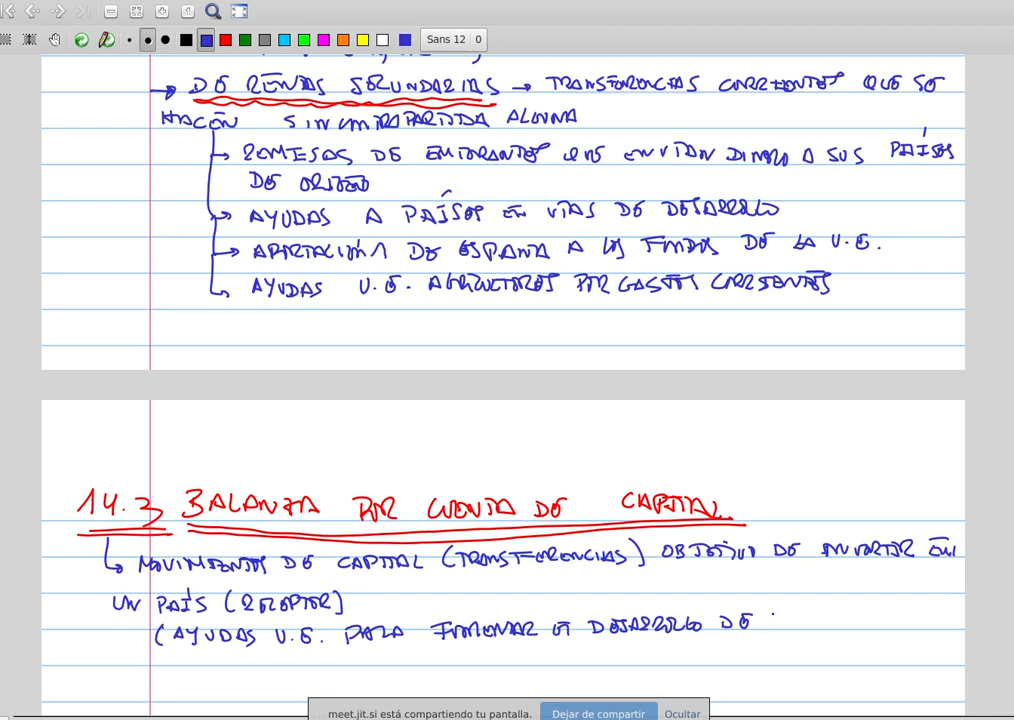 Sans 12 0
→ DE RENTAS SECUNDARIAS → TRANSFERENCIAS CORRIENTES QUE SE
HACEN SIN CONTRAPARTIDA ALGUNA
→ REMESAS DE EMIGRANTES QUE ENVIAN DINERO A SUS PAÍSES
DE ORIGEN
→ AYUDAS A PAÍSES EN VIAS DE DESARROLLO
→ APORTACIÓN DE ESPAÑA A LOS FONDOS DE LA U.E.
AYUDAS U.E. AGRICULTORES POR GASTOS CORRIENTES
14.3 BALANZA POR CUENTA DE CAPITAL
MOVIMIENTOS DE CAPITAL (TRANSFERENCIAS) OBJETIVO DE INVERTIR EN
UN PAÍS (RECEPTOR)
(AYUDAS U.E. PARA FOMENTAR EL DESARROLLO DE
meet.jit.si está compartiendo tu pantalla. Dejar de compartir Ocultar